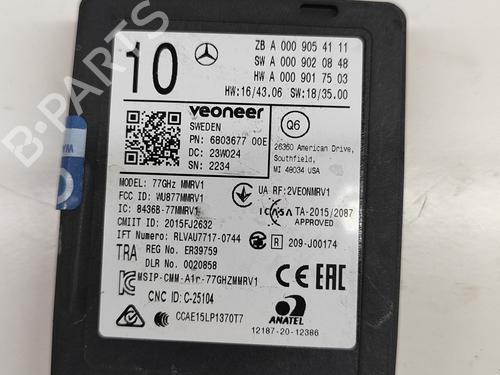 10
ZB A 000 905 41 11
SW A 000 902 08 48
HW A 000 901 75 03
HW:16/43.06 SW:18/35.00
veoneer
SWEDEN
PN: 6803677 00E
DC: 23W024
SN: 2234
Q6
26360 American Drive,
Southfield,
MI 48034 USA
MODEL: 77GHz MMRV1
FCC ID: WU877MMRV1
IC: 8436B-77MMRV1
CMIIT ID: 2015FJ2632
IFT Numero: RLVAU7717-0744
UA RF:2VEONMRV1
ICASA TA-2015/2087
APPROVED
R 209-J00174
TRA REG No: ER39759
DLR No: 0020858
MSIP-CMM-A1r-77GHZMMRV1
CNC ID: C-25104
CCAE15LP1370T7
CE EAC
ANATEL
12187-20-12386
B-PARTS